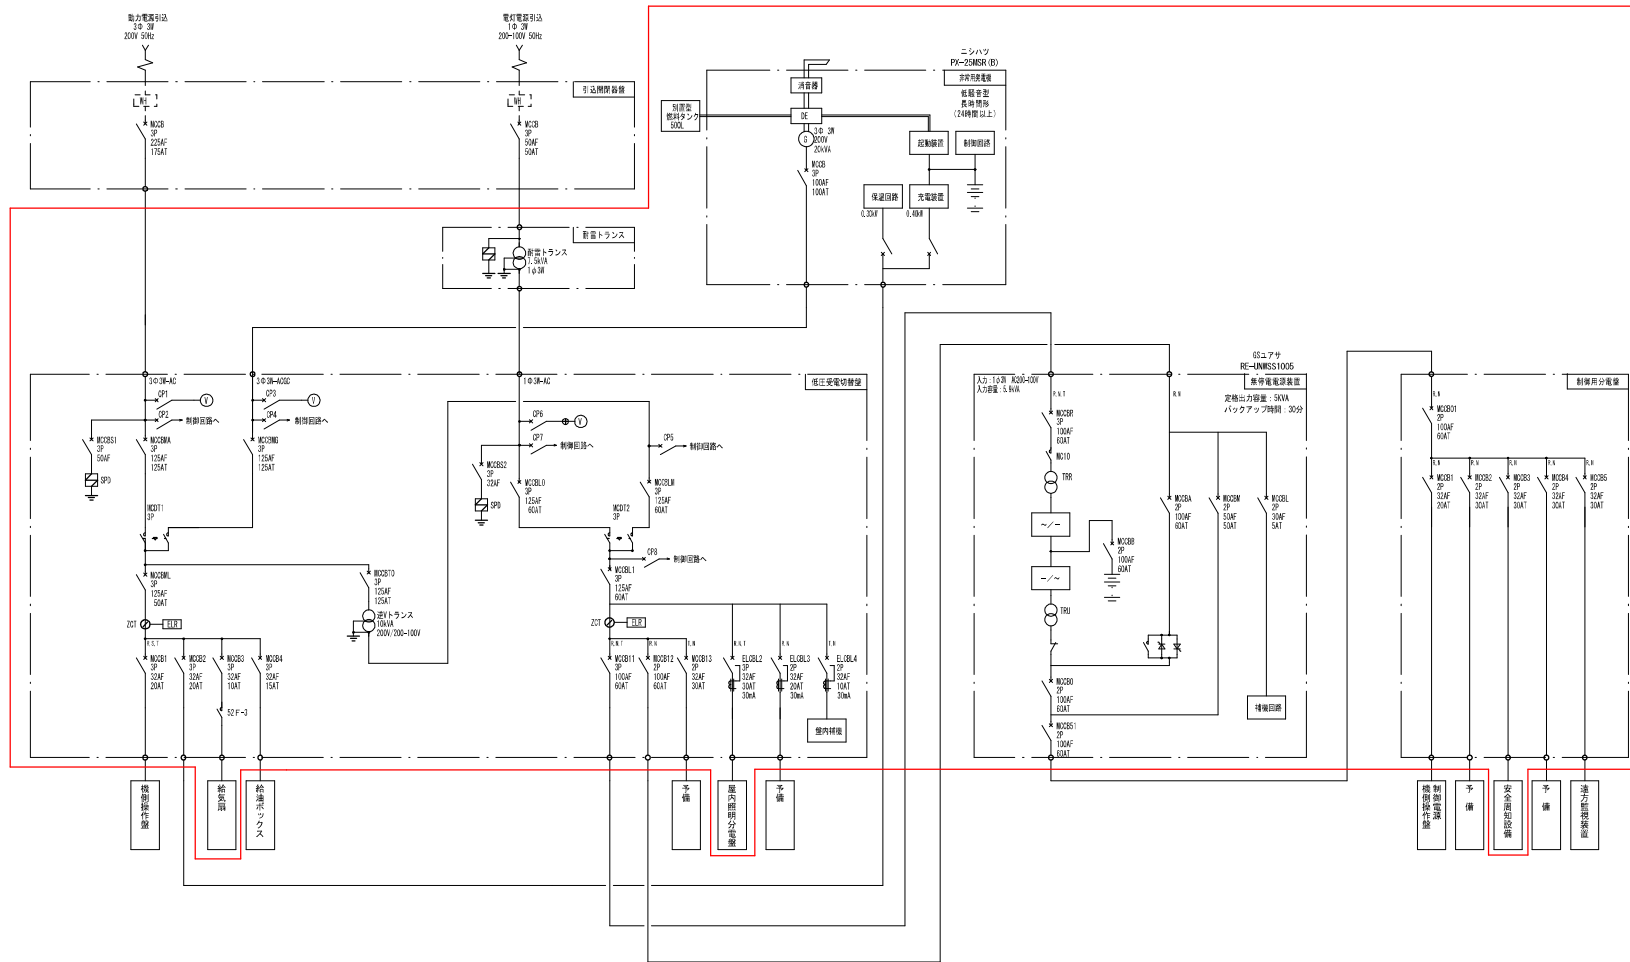 動力電源引込
3Φ 3W
200V 50Hz
電灯電源引込
1Φ 3W
200-100V 50Hz
引込開閉器盤
WH
MCCB
3P
225AF
175AT
WH
MCCB
3P
50AF
50AT
耐雷トランス
耐雷トランス
7.5kVA
1φ3W
ニシハツ
PX-25MSR(B)
非常用発電機
低騒音型
長時間形
(24時間以上)
別置型
燃料タンク
500L
消音器
DE
G
3Φ 3W
200V
20kVA
MCCB
3P
100AF
100AT
起動装置
制御回路
保温回路
充電装置
0.30kW
0.40kW
低圧受電切替盤
3Φ3W-AC
CP1
V
CP2
制御回路へ
MCCBS1
3P
50AF
SPD
MCCBMA
3P
125AF
125AT
3Φ3W-ACGC
CP3
V
CP4
制御回路へ
MCCBMG
3P
125AF
125AT
MCDT1
3P
MCCBML
3P
125AF
50AT
MCCBTO
3P
125AF
125AT
逆Vトランス
10kVA
200V/200-100V
ZCT
ELR
R.S.T
MCCB1
3P
32AF
20AT
MCCB2
3P
32AF
20AT
MCCB3
3P
32AF
10AT
MCCB4
3P
32AF
15AT
52F-3
1Φ3W-AC
CP6
V
CP7
制御回路へ
MCCBS2
3P
32AF
SPD
MCCBLO
3P
125AF
60AT
CP5
制御回路へ
MCCBLM
3P
125AF
60AT
MCDT2
3P
CP8
制御回路へ
MCCBL1
3P
125AF
60AT
ZCT
ELR
R.N.T
MCCB11
3P
100AF
60AT
R.N
MCCB12
2P
100AF
60AT
T.N
MCCB13
2P
32AF
30AT
R.N.T
ELCBL2
3P
32AF
30AT
30mA
R.N
ELCBL3
2P
32AF
20AT
30mA
T.N
ELCBL4
2P
32AF
10AT
30mA
盤内補機
機側操作盤
給気扇
給油ボックス
予備
屋内照明分電盤
予備
GSユアサ
RE-UNWSS1005
無停電電源装置
定格出力容量:5KVA
バックアップ時間:30分
入力:1φ3W AC200-100V
入力容量:5.8kVA
R.N.T
MCCBR
3P
100AF
60AT
MC10
TRR
~/-
MCCBB
2P
100AF
60AT
-/~
TRU
MCCBO
2P
100AF
60AT
MCCB51
2P
100AF
60AT
R.N
MCCBA
2P
100AF
60AT
MCCBM
2P
50AF
50AT
MCCBL
2P
30AF
5AT
補機回路
制御用分電盤
R.N
MCCB01
2P
100AF
60AT
R.N
MCCB1
2P
32AF
20AT
R.N
MCCB2
2P
32AF
30AT
R.N
MCCB3
2P
32AF
30AT
R.N
MCCB4
2P
32AF
30AT
R.N
MCCB5
2P
32AF
30AT
制御電源
機側操作盤
予備
安全周知設備
予備
遠方監視装置